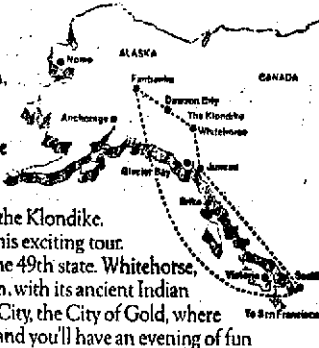 Nome
ALASKA
Fairbanks
CANADA
Dawson City
The Klondike
Whitehorse
Anchorage
Juneau
Glacier Bay
Sitka
Victoria
To San Francisco
the Klondike.
his exciting tour.
he 49th state. Whitehorse,
, with its ancient Indian
City, the City of Gold, where
and you'll have an evening of fun